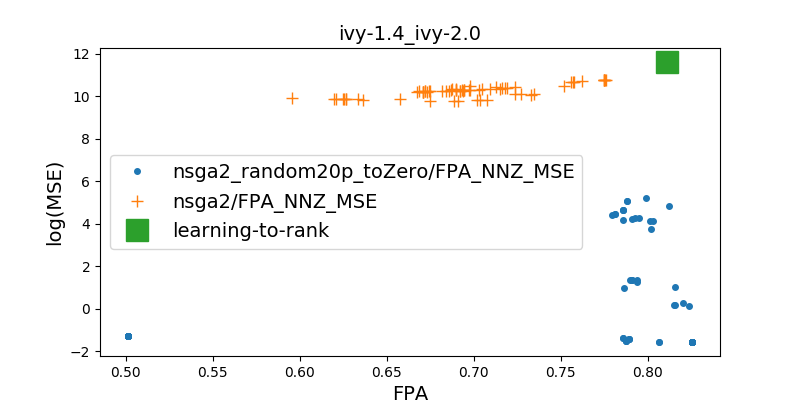 ivy-1.4_ivy-2.0
log(MSE)
12
10
8
6
4
2
0
−2
nsga2_random20p_toZero/FPA_NNZ_MSE
nsga2/FPA_NNZ_MSE
learning-to-rank
0.50 0.55 0.60 0.65 0.70 0.75 0.80
FPA